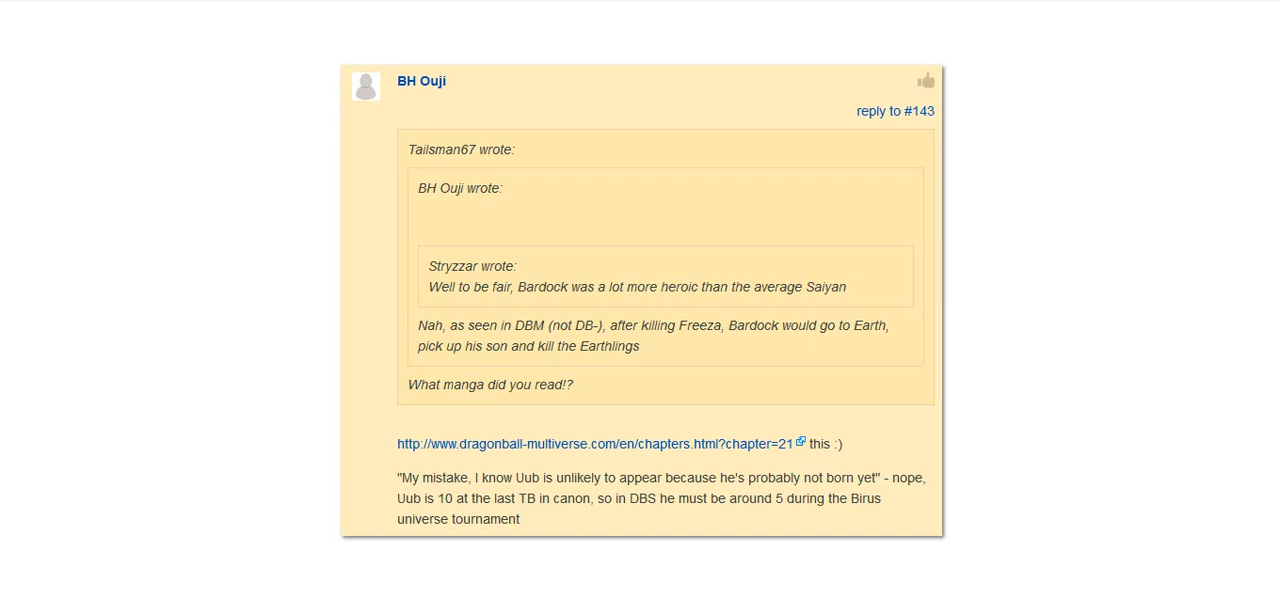 BH Ouji
reply to #143
Tailsman67 wrote:
BH Ouji wrote:
Stryzzar wrote:
Well to be fair, Bardock was a lot more heroic than the average Saiyan
Nah, as seen in DBM (not DB-), after killing Freeza, Bardock would go to Earth,
pick up his son and kill the Earthlings
What manga did you read!?
http://www.dragonball-multiverse.com/en/chapters.html?chapter=21 this :)
"My mistake, I know Uub is unlikely to appear because he's probably not born yet" - nope,
Uub is 10 at the last TB in canon, so in DBS he must be around 5 during the Birus
universe tournament